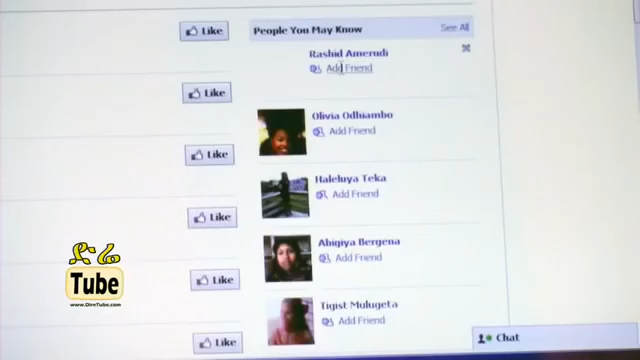 Like
Like
Like
Like
Like
Like
People You May Know
See All
Rashid Amerudi
Add Friend
Olivia Odhiambo
Add Friend
Haleluya Teka
Add Friend
Abigiya Bergena
Add Friend
Tigist Mulugeta
Add Friend
Chat
ድሬ
Tube
www.DireTube.com